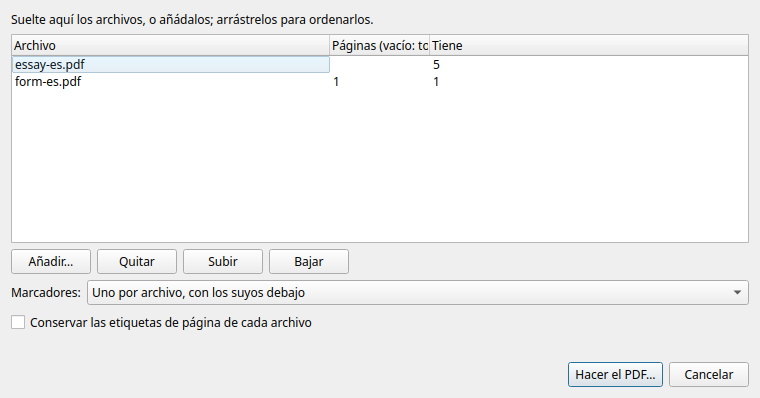 Suelte aquí los archivos, o añádalos; arrástrelos para ordenarlos.
Archivo Páginas (vacío: to Tiene
essay-es.pdf 5
form-es.pdf 1 1
Añadir... Quitar Subir Bajar
Marcadores: Uno por archivo, con los suyos debajo
Conservar las etiquetas de página de cada archivo
Hacer el PDF... Cancelar